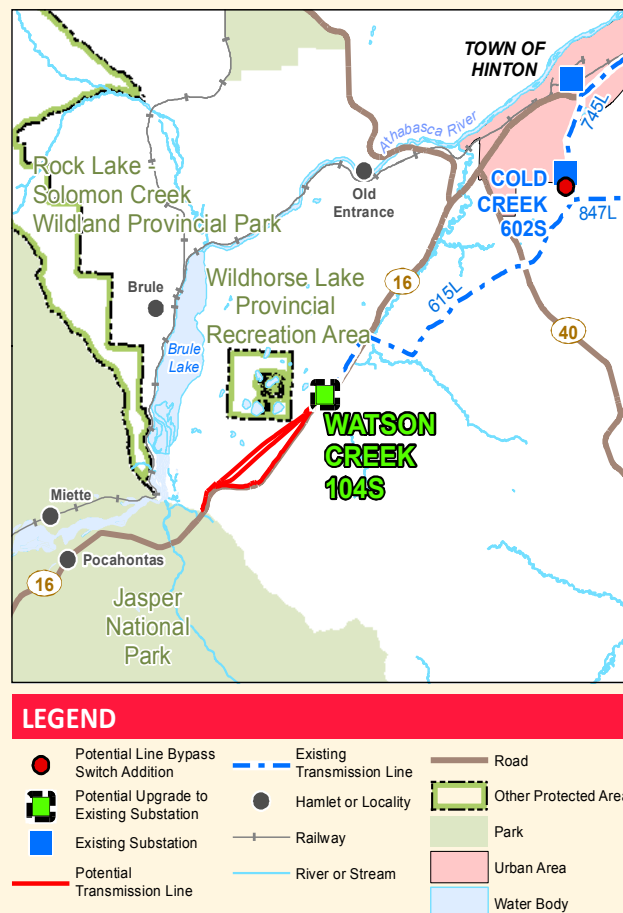 TOWN OF
HINTON
745L
Athabasca River
Rock Lake -
Solomon Creek
Wildland Provincial Park
Old
Entrance
COLD
CREEK
602S
847L
Wildhorse Lake
Provincial
Recreation Area
16
615L
Brule
Brule
Lake
40
WATSON
CREEK
104S
Miette
Pocahontas
16
Jasper
National
Park
LEGEND
Potential Line Bypass
Switch Addition
Potential Upgrade to
Existing Substation
Existing Substation
Potential
Transmission Line
Existing
Transmission Line
Hamlet or Locality
Railway
River or Stream
Road
Other Protected Area
Park
Urban Area
Water Body